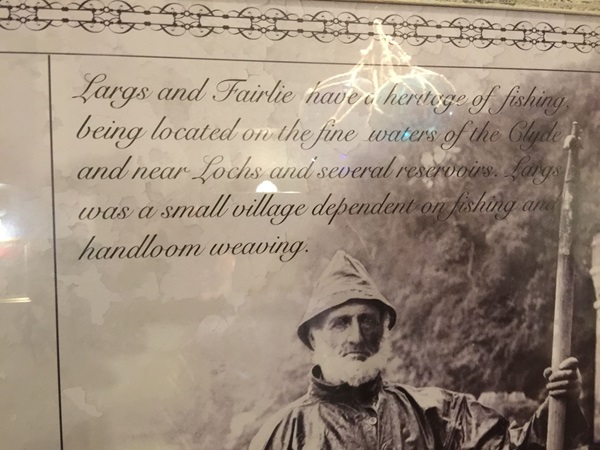 Largs and Fairlie have a heritage of fishing,
being located on the fine waters of the Clyde
and near Lochs and several reservoirs. Largs
was a small village dependent on fishing and
handloom weaving.